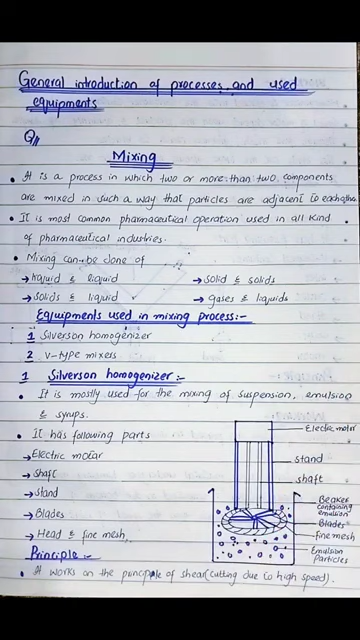 General introduction of processes and used
equipments
Q11
Mixing
• It is a process in which two or more than two components
are mixed in such a way that particles are adjacent to eachother.
• It is most common pharmaceutical operation used in all kind
of pharmaceutical industries.
• Mixing can be done of
→ liquid & liquid
→ solid & solids
→ solids & liquid
→ gases & liquids
Equipments used in mixing process:-
1 Silverson homogenizer
2 V-type mixers
1 Silverson homogenizer:-
• It is mostly used for the mixing of suspension, emulsion
& syrups.
• It has following parts
→ Electric motar
→ shaft
→ stand
→ Blades
→ Head & fine mesh.
Electric motor
stand
shaft
Beaker
containing
emulsion
Blades
Fine mesh
Emulsion
Particles
Principle :-
• It works on the principle of shear (cutting due to high speed).